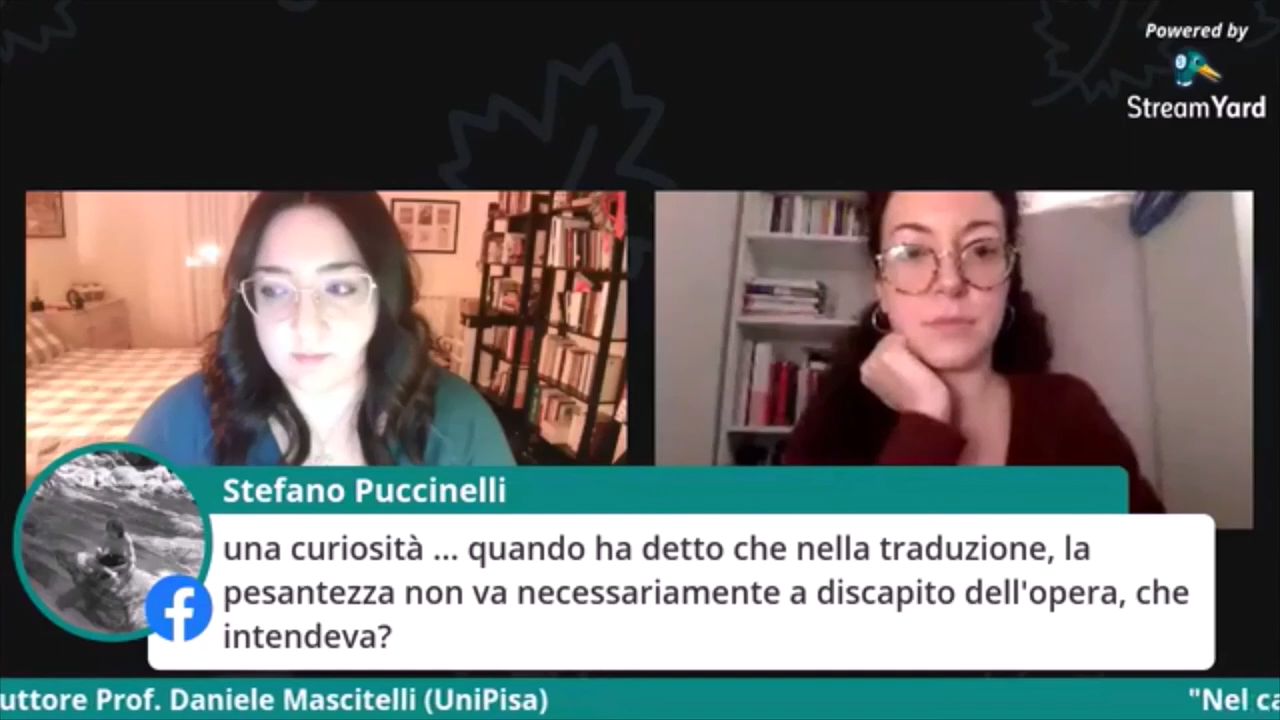 Powered by
StreamYard
Stefano Puccinelli
una curiosità ... quando ha detto che nella traduzione, la
pesantezza non va necessariamente a discapito dell'opera, che
intendeva?
uttore Prof. Daniele Mascitelli (UniPisa)
"Nel ca